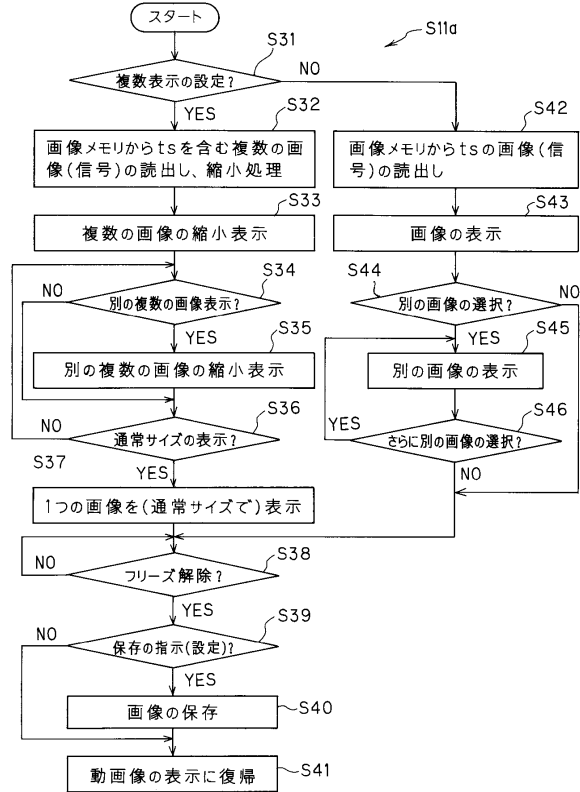 スタート
S11a
S31
複数表示の設定?
NO
YES
S32
画像メモリからtsを含む複数の画
像(信号)の読出し、縮小処理
S33
複数の画像の縮小表示
S34
NO
別の複数の画像表示?
YES
S35
別の複数の画像の縮小表示
S36
NO
通常サイズの表示?
S37
YES
1つの画像を(通常サイズで)表示
S42
画像メモリからtsの画像(信
号)の読出し
S43
画像の表示
S44
NO
別の画像の選択?
YES
S45
別の画像の表示
S46
YES
さらに別の画像の選択?
NO
S38
NO
フリーズ解除?
YES
S39
NO
保存の指示(設定)?
YES
画像の保存
S40
動画像の表示に復帰
S41